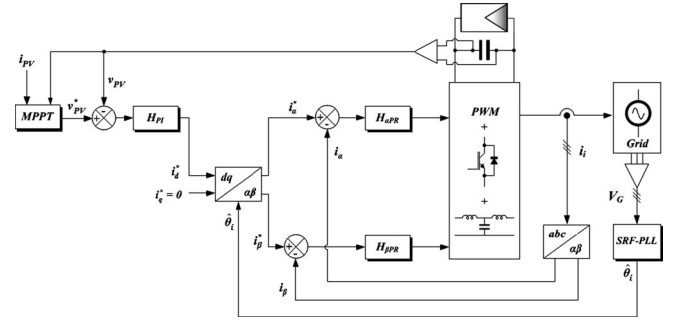 i_PV
v_PV
MPPT
v*_PV
+
-
H_PI
i*_d
i*_q = 0
dq
αβ
θ̂_i
i*_α
+
-
i_α
H_αPR
i*_β
+
-
i_β
H_βPR
PWM
+
+
i_i
abc
αβ
Grid
V_G
SRF-PLL
θ̂_i